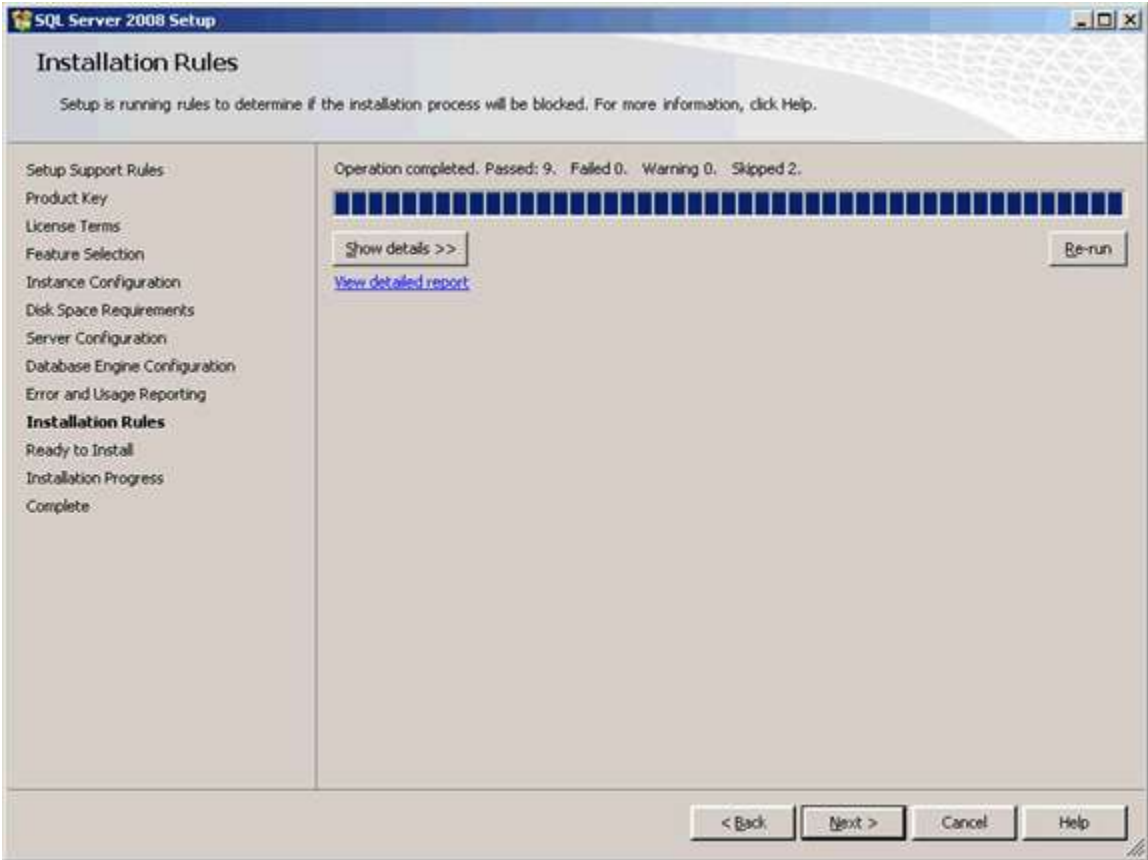 SQL Server 2008 Setup
Installation Rules
Setup is running rules to determine if the installation process will be blocked. For more information, click Help.
Setup Support Rules
Product Key
License Terms
Feature Selection
Instance Configuration
Disk Space Requirements
Server Configuration
Database Engine Configuration
Error and Usage Reporting
Installation Rules
Ready to Install
Installation Progress
Complete
Operation completed. Passed: 9. Failed 0. Warning 0. Skipped 2.
Show details >>
Re-run
View detailed report
< Back
Next >
Cancel
Help